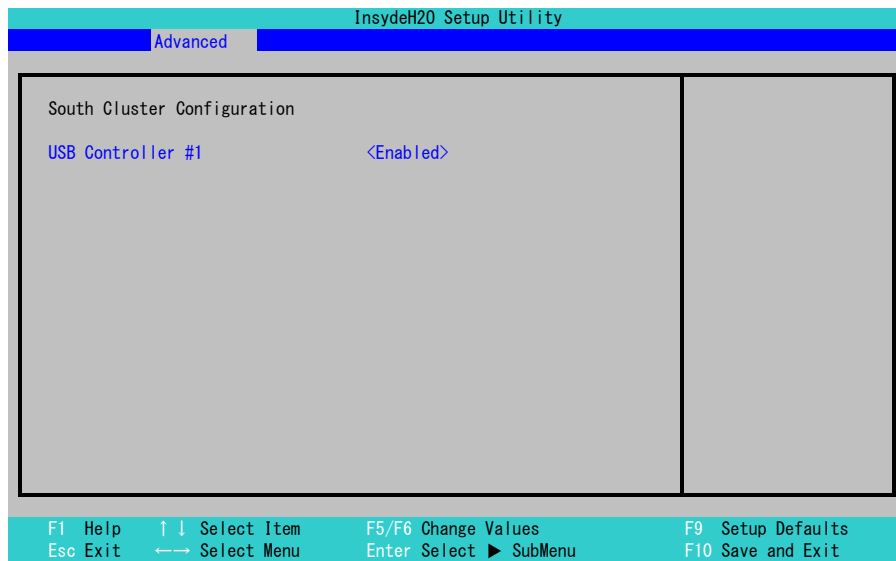 InsydeH2O Setup Utility
Advanced
South Cluster Configuration
USB Controller #1 <Enabled>
F1 Help ↑↓ Select Item F5/F6 Change Values F9 Setup Defaults
Esc Exit ←→ Select Menu Enter Select ▶ SubMenu F10 Save and Exit